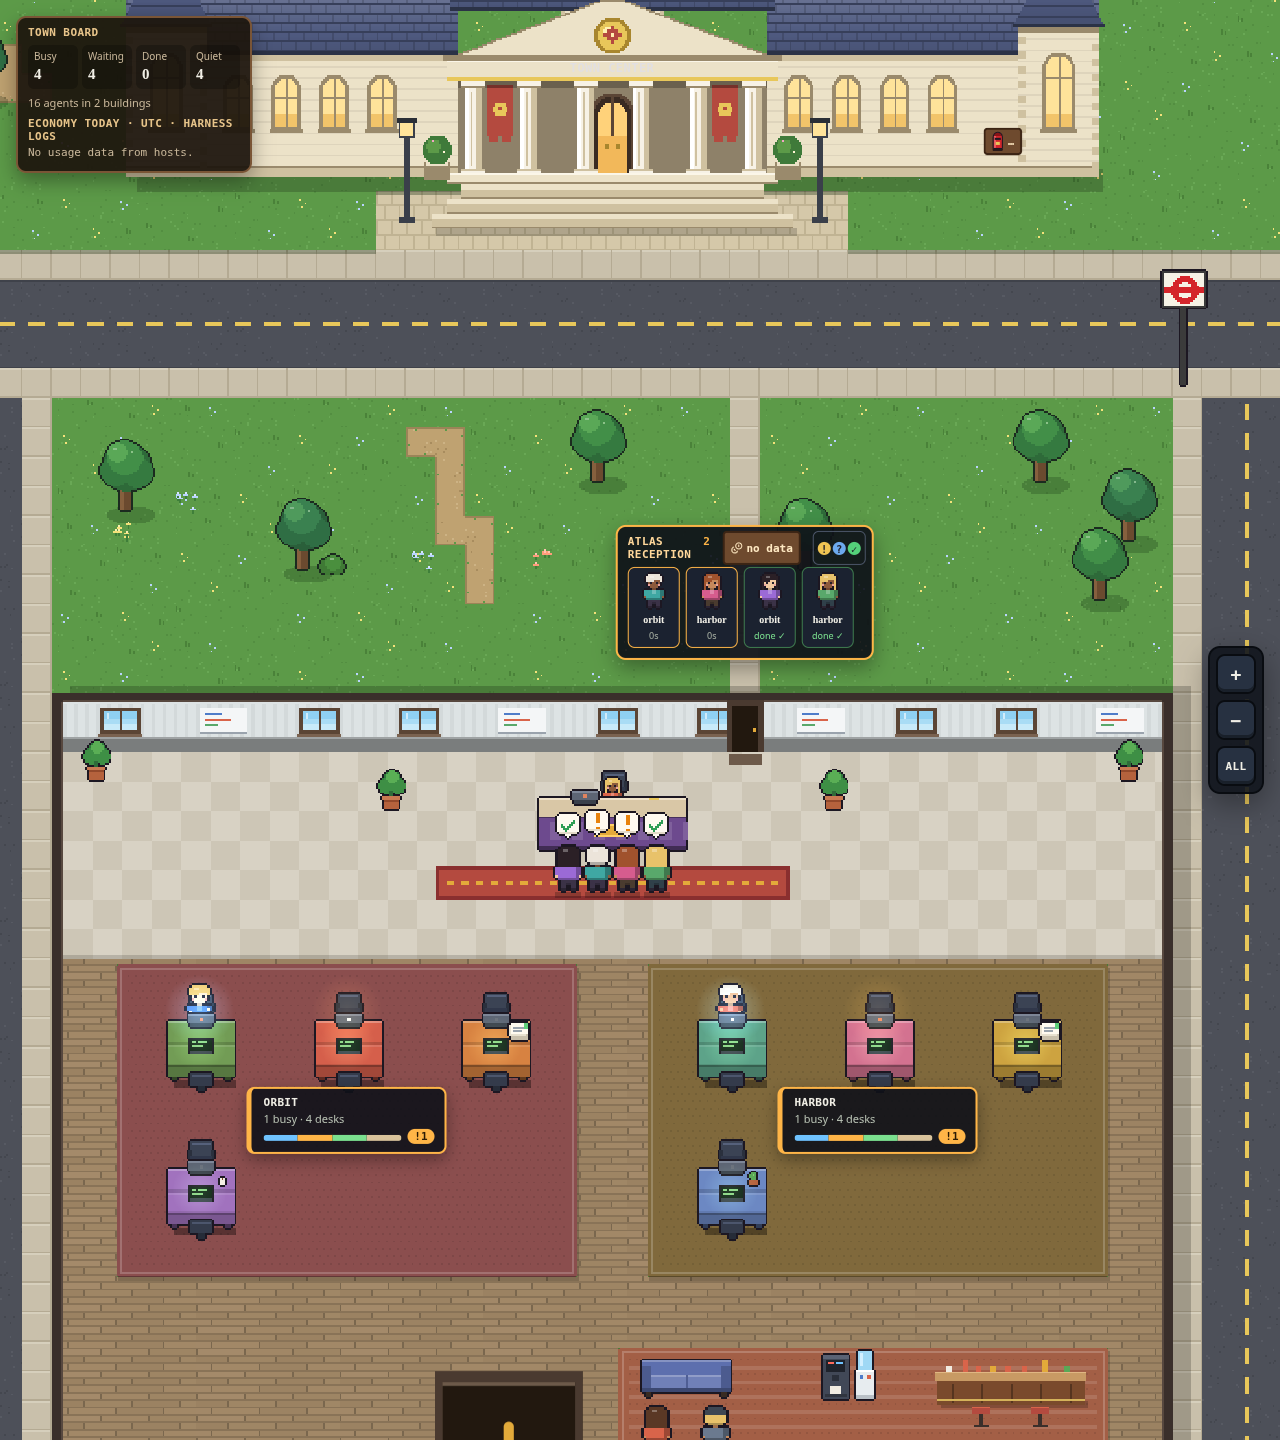 TOWN BOARD
Busy Waiting Done Quiet
4 4 0 4
16 agents in 2 buildings
ECONOMY TODAY · UTC · HARNESS
LOGS
No usage data from hosts.
ATLAS 2
RECEPTION
no data
! ? ✓
orbit harbor orbit harbor
0s 0s done ✓ done ✓
+
−
ALL
ORBIT
1 busy · 4 desks
!1
HARBOR
1 busy · 4 desks
!1